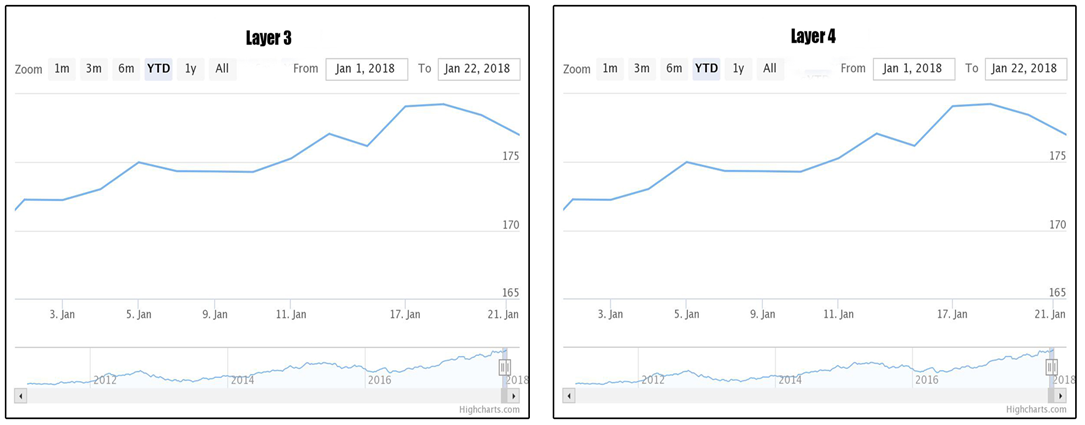 Layer 3
Zoom 1m 3m 6m YTD 1y All From Jan 1, 2018 To Jan 22, 2018
175
170
165
3. Jan 5. Jan 9. Jan 11. Jan 17. Jan 21. Jan
2012 2014 2016 2018
Highcharts.com
Layer 4
Zoom 1m 3m 6m YTD 1y All From Jan 1, 2018 To Jan 22, 2018
175
170
165
3. Jan 5. Jan 9. Jan 11. Jan 17. Jan 21. Jan
2012 2014 2016 2018
Highcharts.com